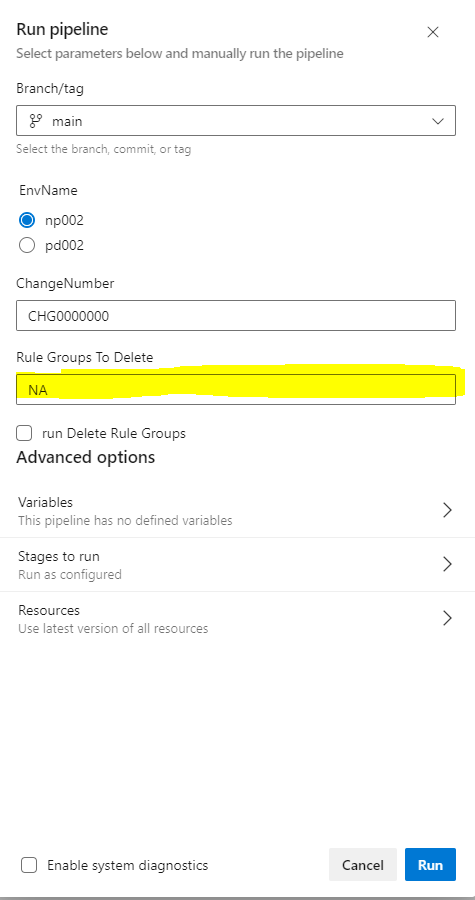 Run pipeline
Select parameters below and manually run the pipeline
Branch/tag
main
Select the branch, commit, or tag
EnvName
np002
pd002
ChangeNumber
CHG0000000
Rule Groups To Delete
NA
run Delete Rule Groups
Advanced options
Variables
This pipeline has no defined variables
Stages to run
Run as configured
Resources
Use latest version of all resources
Enable system diagnostics
Cancel
Run